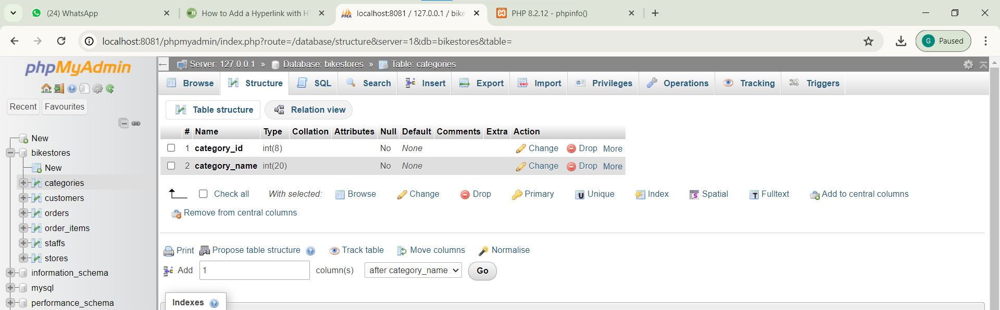 (24) WhatsApp
How to Add a Hyperlink with HT
localhost:8081 / 127.0.0.1 / bike
PHP 8.2.12 - phpinfo()
localhost:8081/phpmyadmin/index.php?route=/database/structure&server=1&db=bikestores&table=
G Paused
phpMyAdmin
Recent Favourites
New
bikestores
New
categories
customers
orders
order_items
staffs
stores
information_schema
mysql
performance_schema
Server: 127.0.0.1 » Database: bikestores » Table: categories
Browse Structure SQL Search Insert Export Import Privileges Operations Tracking Triggers
Table structure Relation view
# Name Type Collation Attributes Null Default Comments Extra Action
1 category_id int(8) No None Change Drop More
2 category_name int(20) No None Change Drop More
Check all With selected: Browse Change Drop Primary Unique Index Spatial Fulltext Add to central columns
Remove from central columns
Print Propose table structure Track table Move columns Normalise
Add 1 column(s) after category_name Go
Indexes